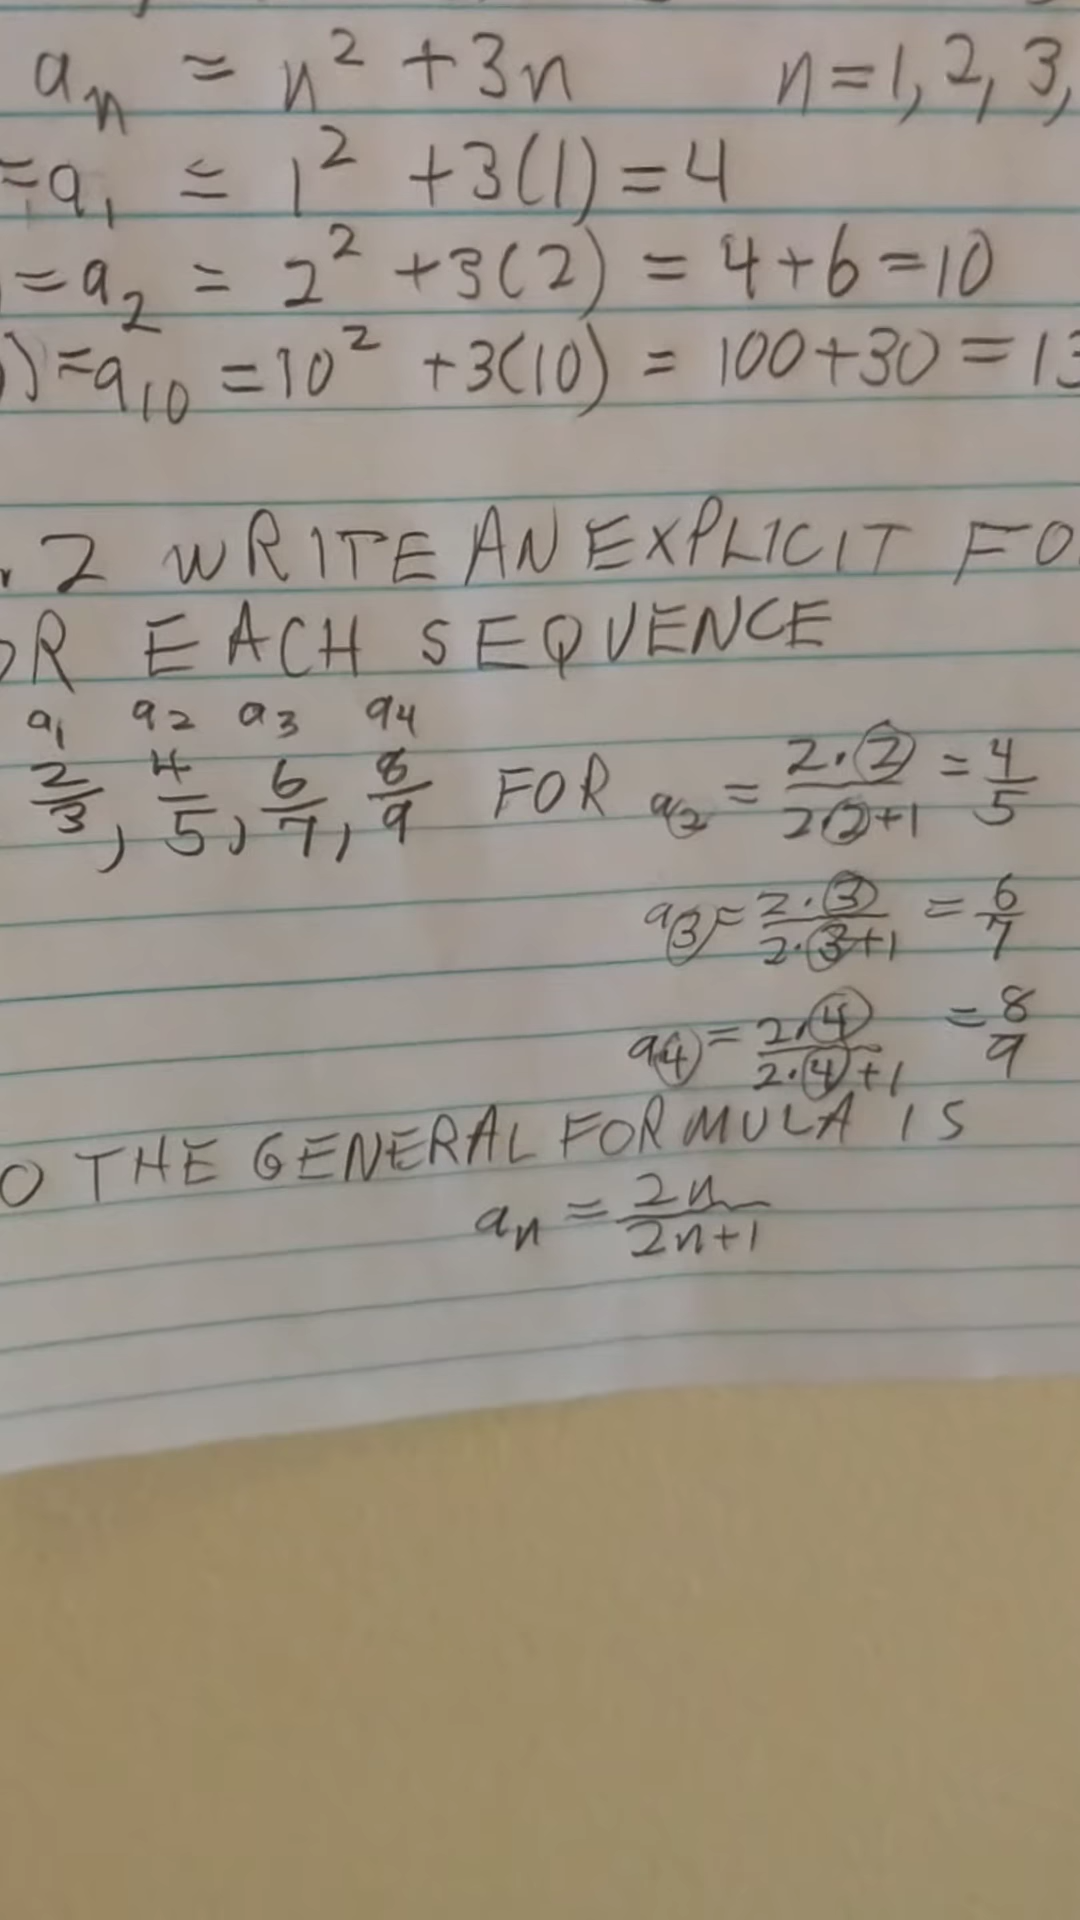 aₙ = n² + 3n n = 1, 2, 3,
= a₁ = 1² + 3(1) = 4
) = a₂ = 2² + 3(2) = 4 + 6 = 10
) = a₁₀ = 10² + 3(10) = 100 + 30 = 13
. 2 WRITE AN EXPLICIT FO
OR EACH SEQUENCE
a₁ a₂ a₃ a₄
2/3, 4/5, 6/7, 8/9 FOR a₂ = 2·2/2(2)+1 = 4/5
a₃ = 2·3/2·3+1 = 6/7
a₄ = 2·4/2·4+1 = 8/9
O THE GENERAL FORMULA IS
aₙ = 2n/2n+1